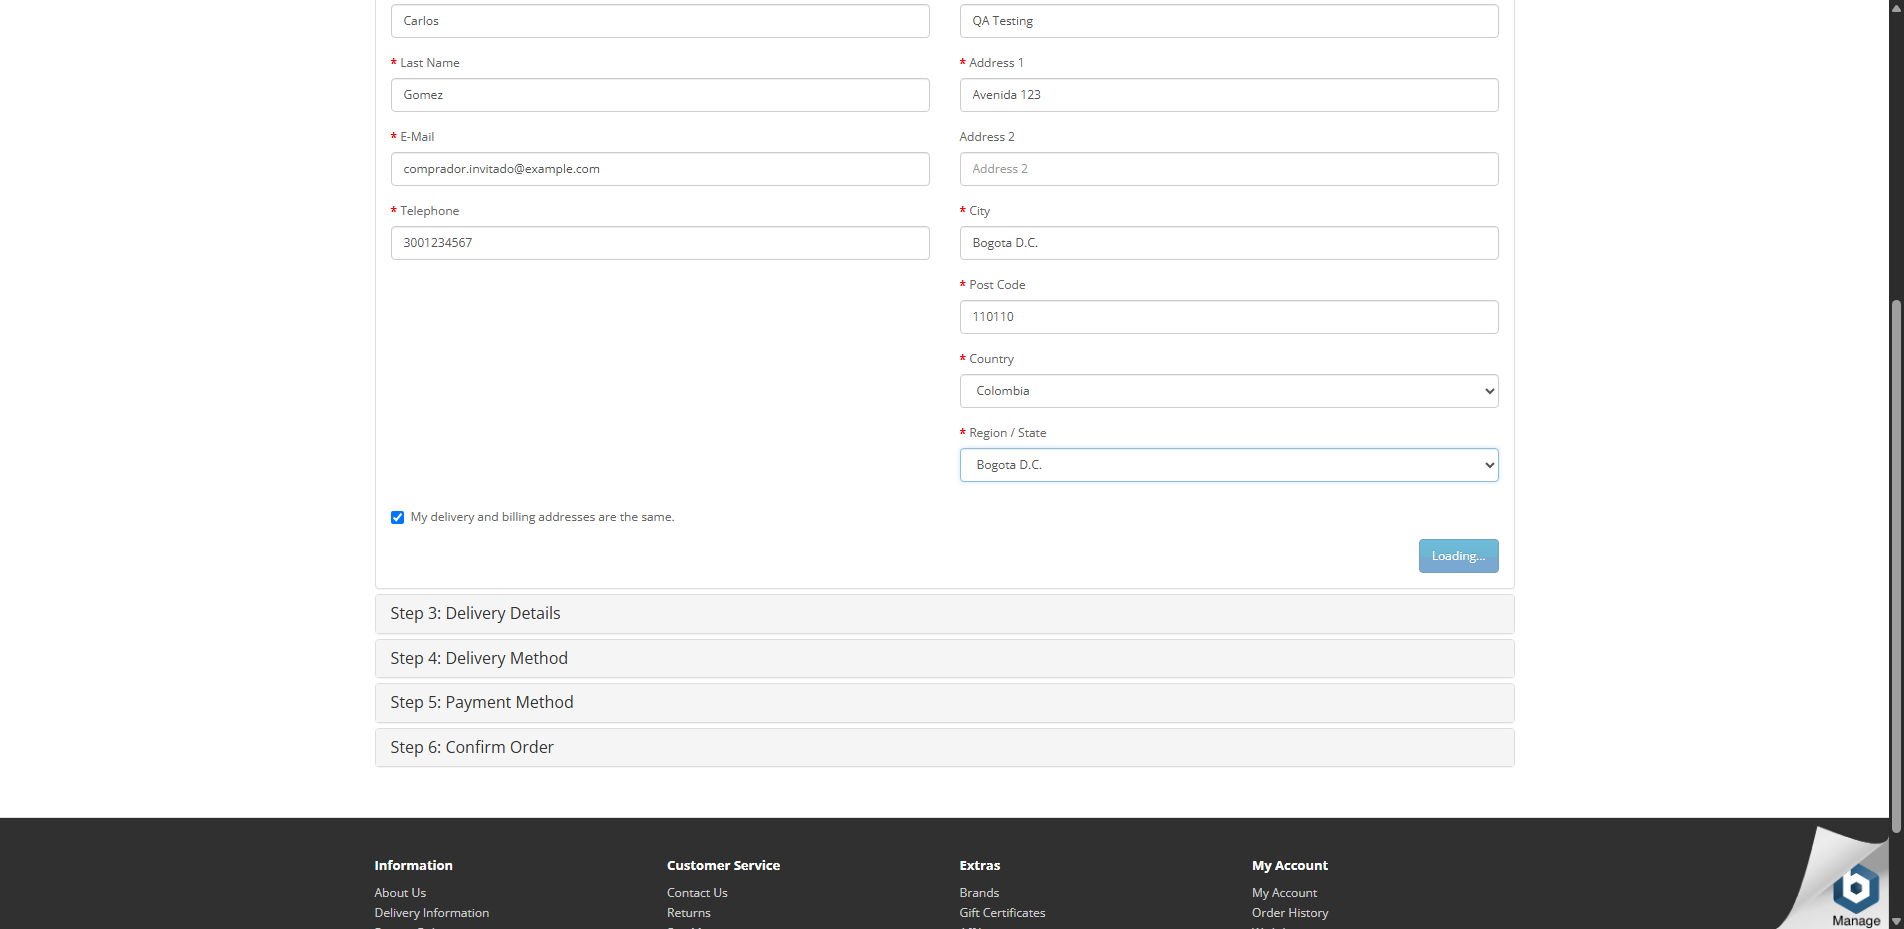 Carlos
QA Testing
* Last Name
* Address 1
Gomez
Avenida 123
* E-Mail
Address 2
comprador.invitado@example.com
Address 2
* Telephone
* City
3001234567
Bogota D.C.
* Post Code
110110
* Country
Colombia
* Region / State
Bogota D.C.
My delivery and billing addresses are the same.
Loading...
Step 3: Delivery Details
Step 4: Delivery Method
Step 5: Payment Method
Step 6: Confirm Order
Information
Customer Service
Extras
My Account
About Us
Contact Us
Brands
My Account
Delivery Information
Returns
Gift Certificates
Order History
Manage